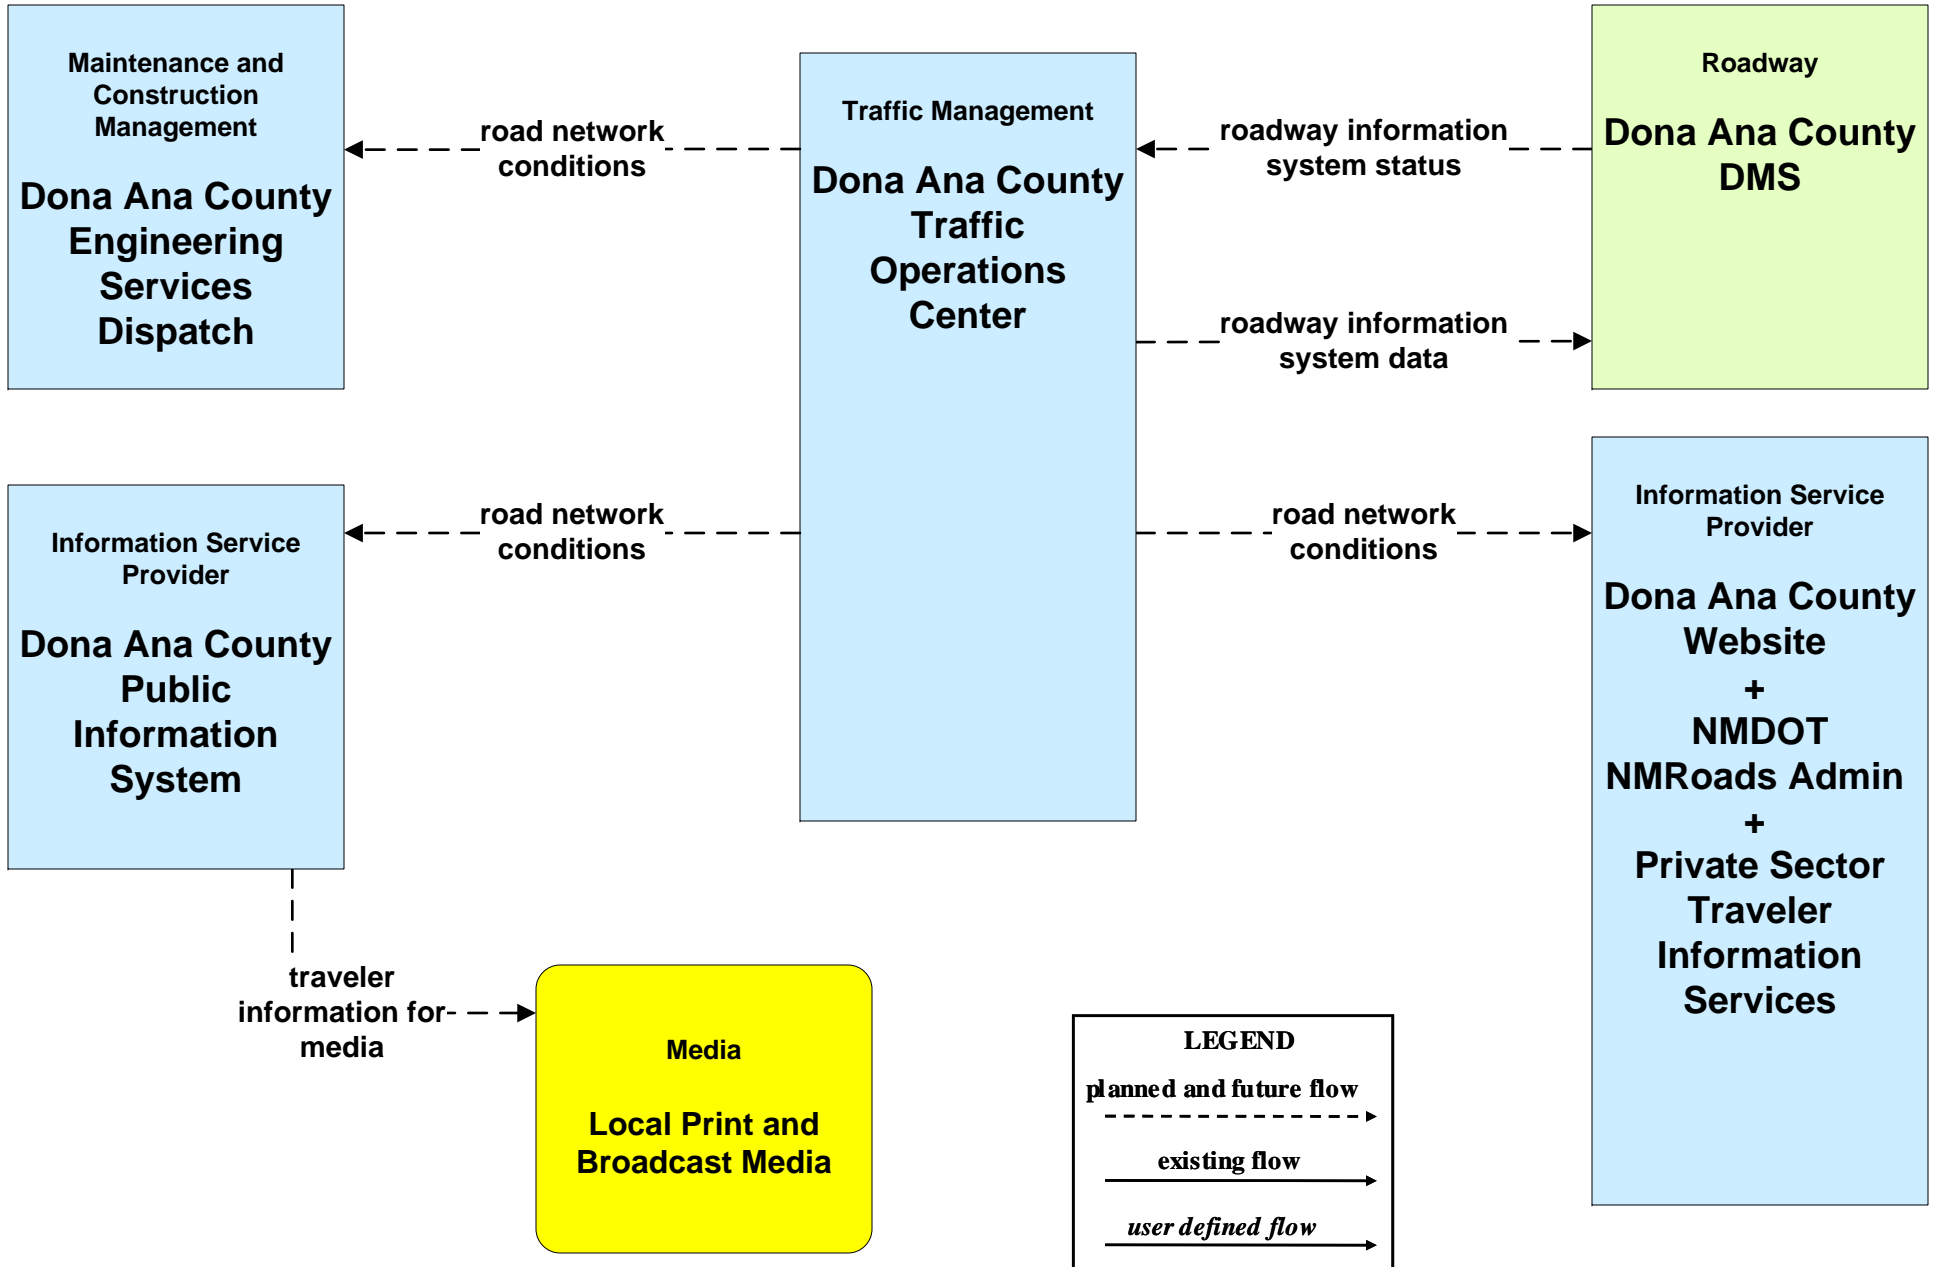 Maintenance and
Construction
Management
Dona Ana County
Engineering
Services
Dispatch
road network
conditions
Traffic Management
Dona Ana County
Traffic
Operations
Center
roadway information
system status
Roadway
Dona Ana County
DMS
roadway information
system data
Information Service
Provider
Dona Ana County
Public
Information
System
road network
conditions
road network
conditions
Information Service
Provider
Dona Ana County
Website
+
NMDOT
NMRoads Admin
+
Private Sector
Traveler
Information
Services
traveler
information for
media
Media
Local Print and
Broadcast Media
LEGEND
planned and future flow
existing flow
user defined flow